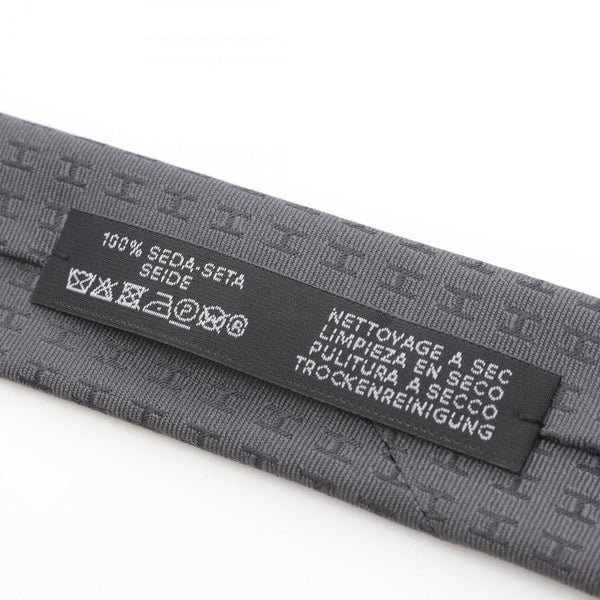 100% SEDA-SETA
SEIDE
P
NETTOYAGE A SEC
LIMPIEZA EN SECO
PULITURA A SECCO
TROCKENREINIGUNG